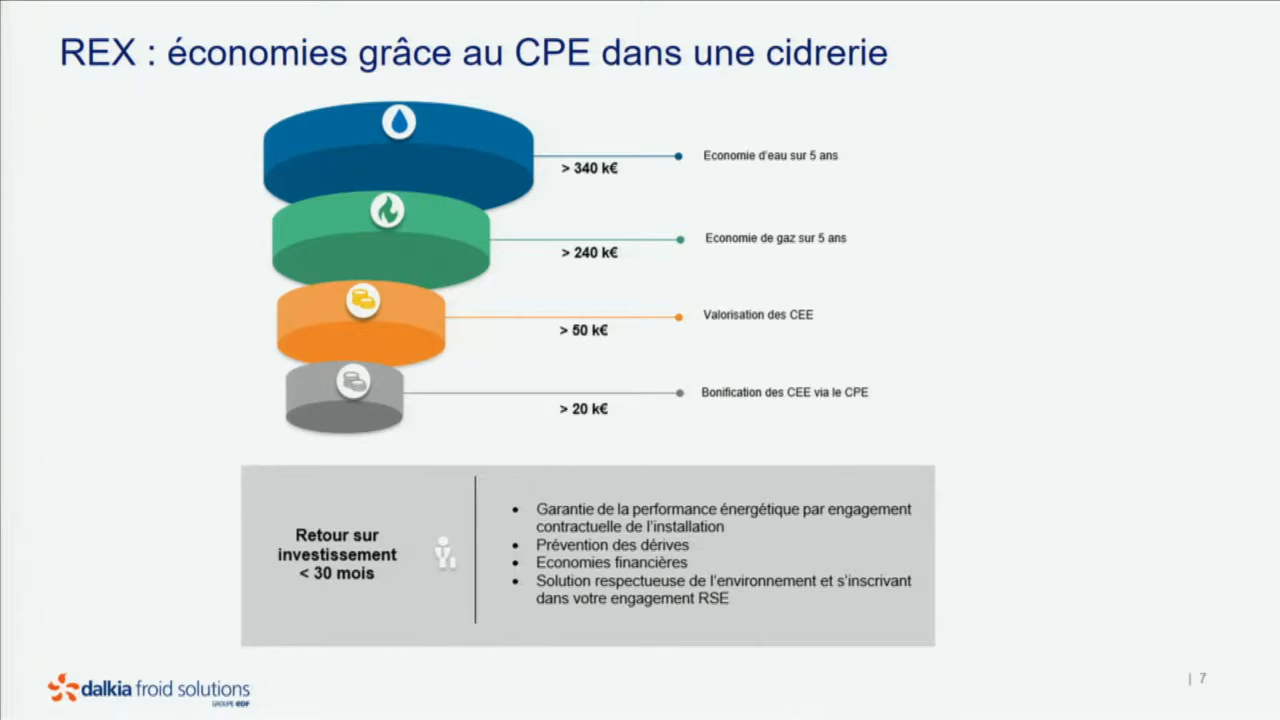 REX : économies grâce au CPE dans une cidrerie
> 340 k€
Economie d'eau sur 5 ans
> 240 k€
Economie de gaz sur 5 ans
> 50 k€
Valorisation des CEE
> 20 k€
Bonification des CEE via le CPE
Retour sur
investissement
< 30 mois
• Garantie de la performance énergétique par engagement
contractuelle de l'installation
• Prévention des dérives
• Economies financières
• Solution respectueuse de l'environnement et s'inscrivant
dans votre engagement RSE
dalkia froid solutions
GROUPE EDF
| 7